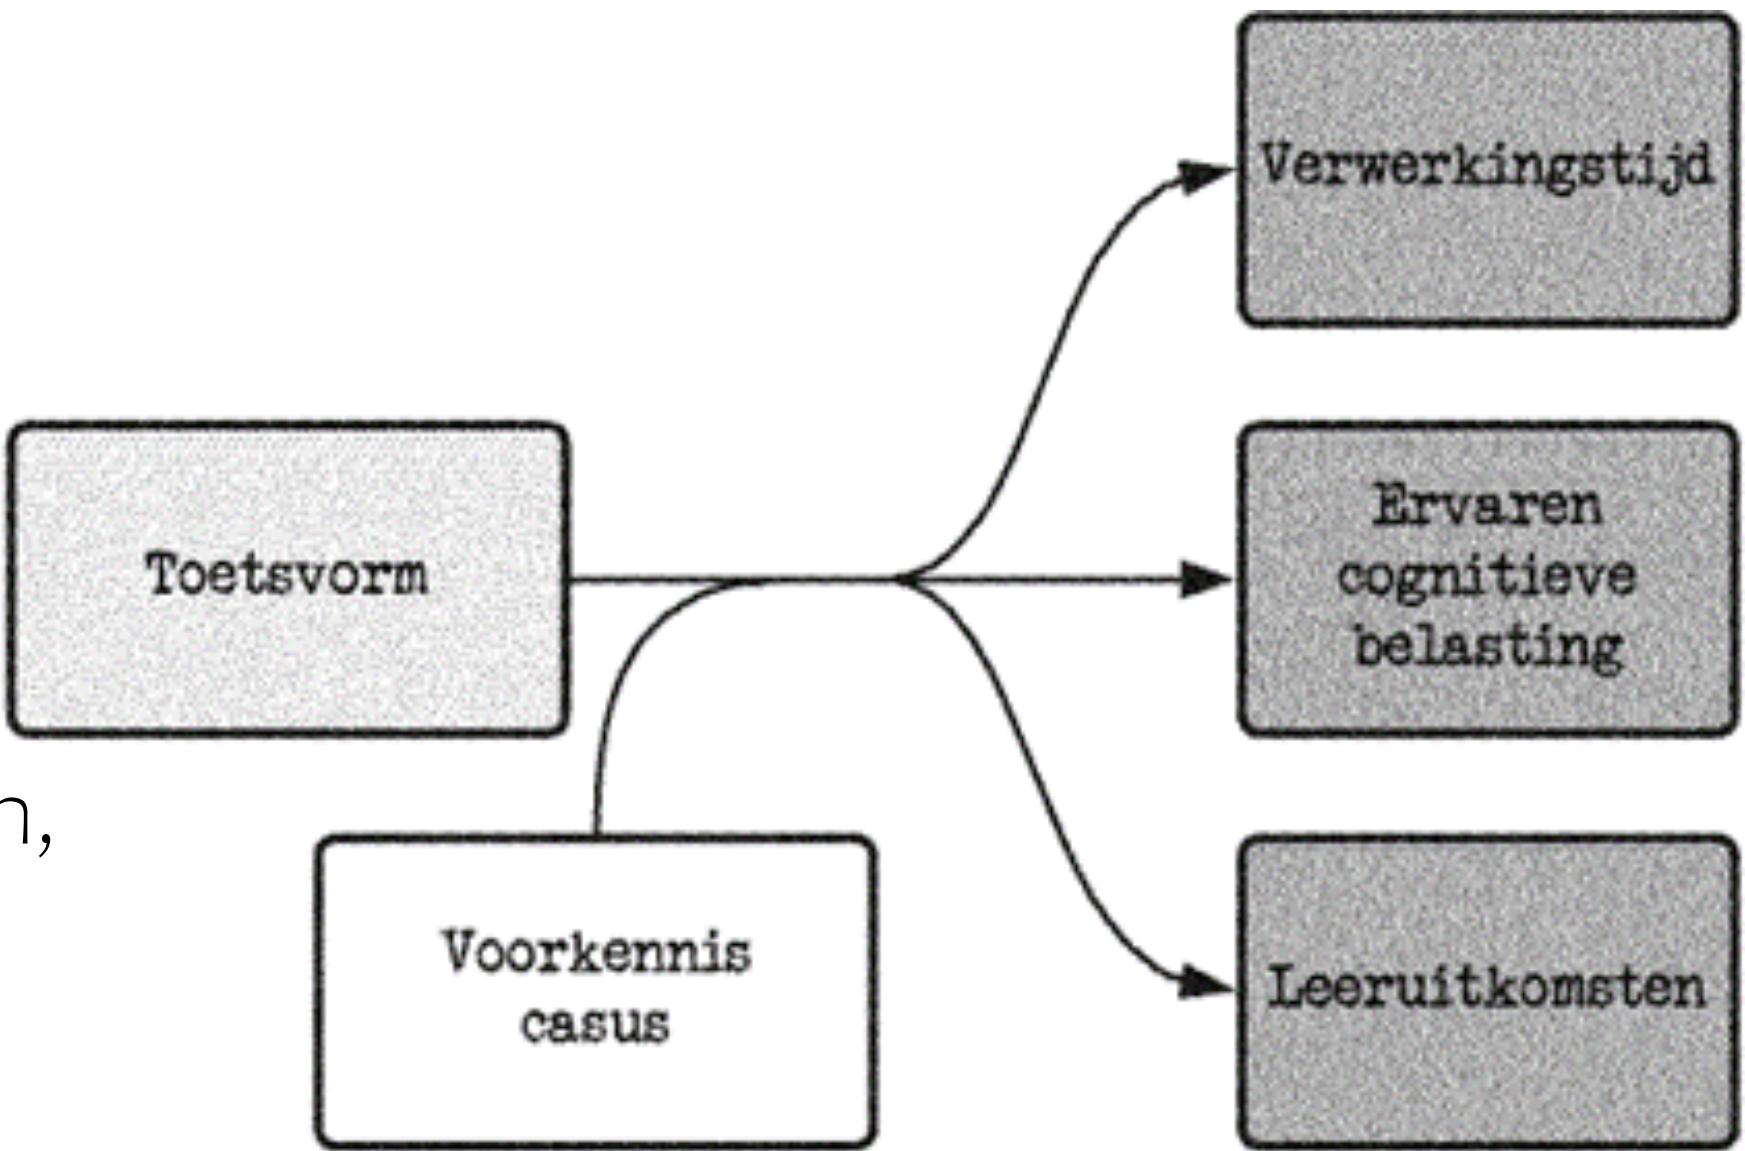 Verwerkingstijd
Toetsvorm
Ervaren
cognitieve
belasting
n,
Voorkennis
casus
Leeruitkomsten